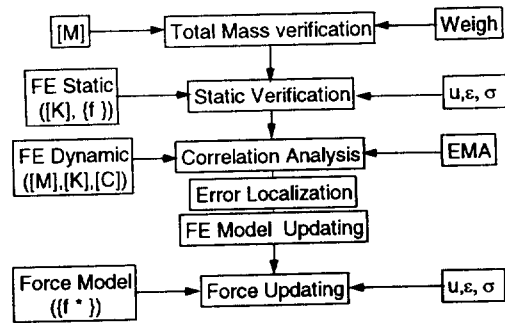 [M]
Total Mass verification
Weigh
FE Static
([K], {f })
Static Verification
u,ε, σ
FE Dynamic
([M],[K],[C])
Correlation Analysis
EMA
Error Localization
FE Model Updating
Force Model
({f * })
Force Updating
u,ε, σ